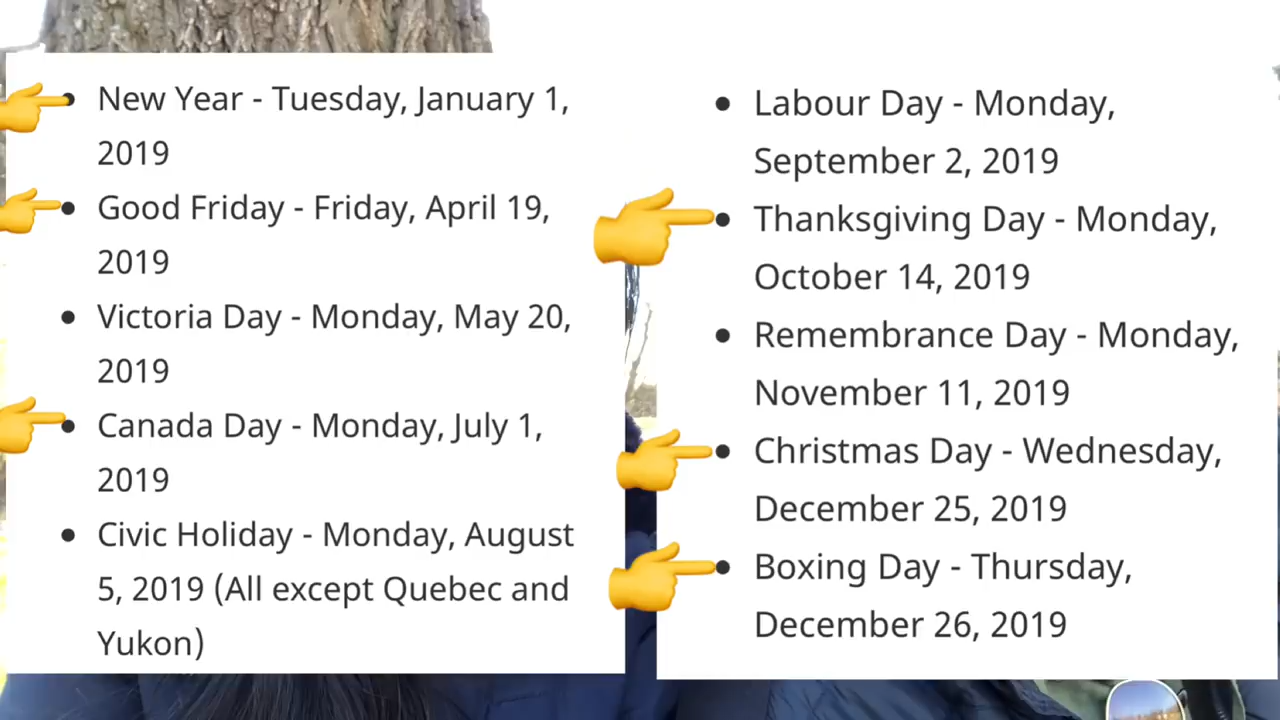 New Year - Tuesday, January 1,
2019
Good Friday - Friday, April 19,
2019
Victoria Day - Monday, May 20,
2019
Canada Day - Monday, July 1,
2019
Civic Holiday - Monday, August
5, 2019 (All except Quebec and
Yukon)
Labour Day - Monday,
September 2, 2019
Thanksgiving Day - Monday,
October 14, 2019
Remembrance Day - Monday,
November 11, 2019
Christmas Day - Wednesday,
December 25, 2019
Boxing Day - Thursday,
December 26, 2019